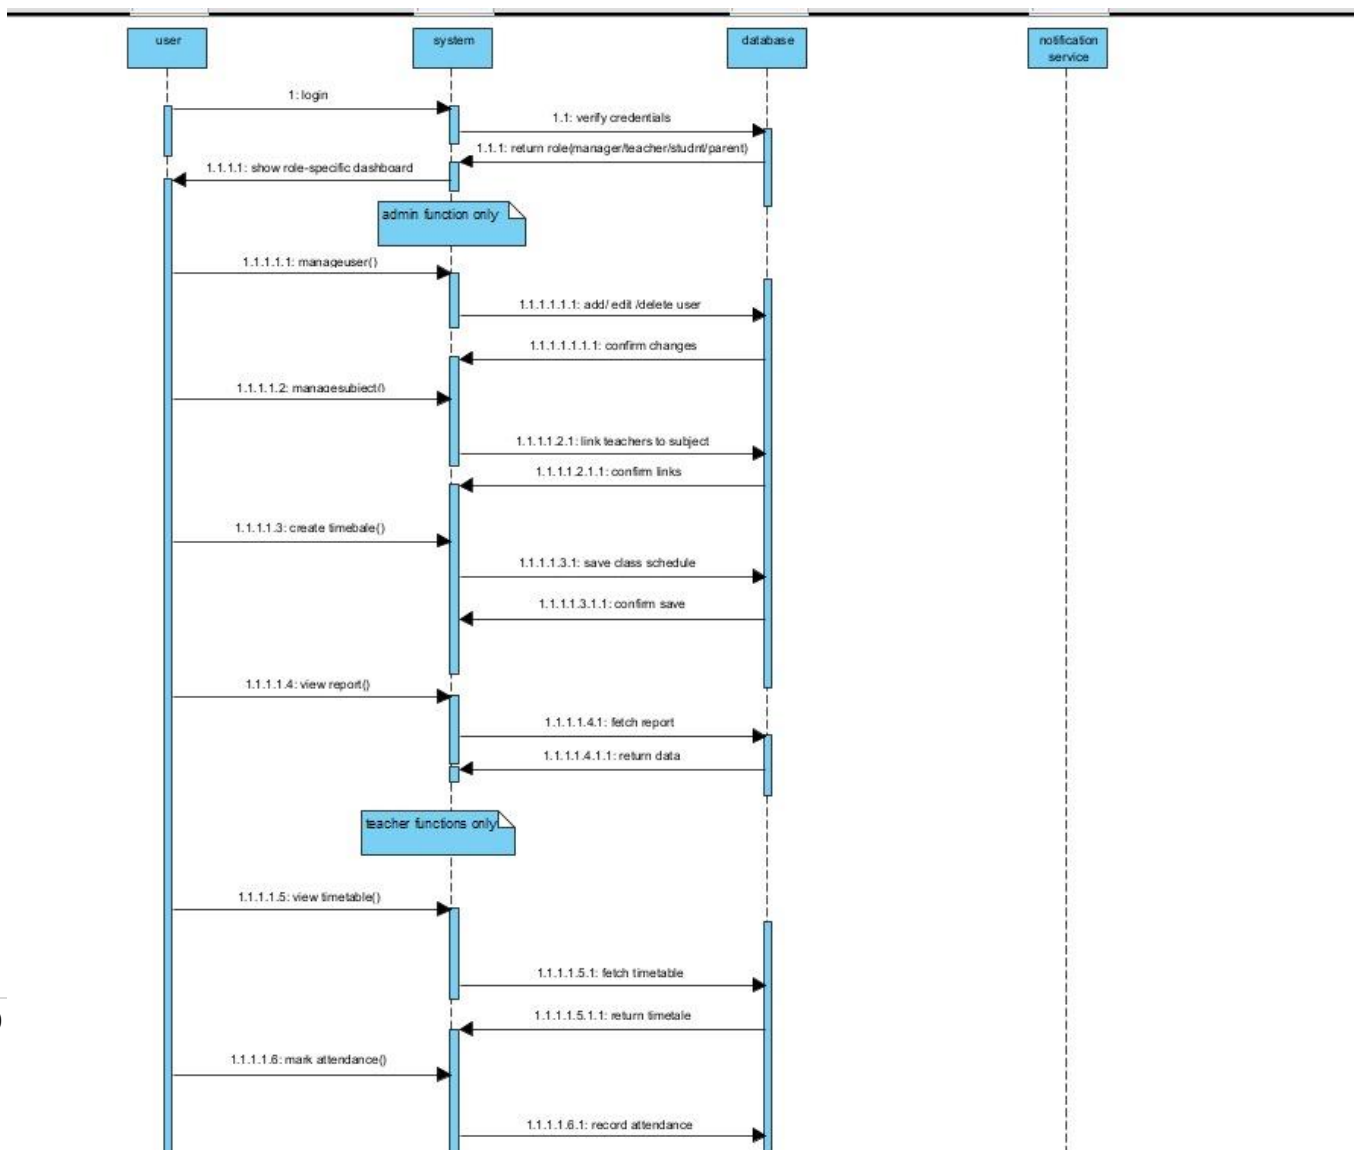 user
system
database
notification
service
1: login
1.1: verify credentials
1.1.1: return role(manager/teacher/studnt/parent)
1.1.1.1: show role-specific dashboard
admin function only
1.1.1.1.1: manageuser()
1.1.1.1.1.1: add/ edit /delete user
1.1.1.1.1.1.1: confirm changes
1.1.1.1.2: managesubject()
1.1.1.1.2.1: link teachers to subject
1.1.1.1.2.1.1: confirm links
1.1.1.1.3: create timebale()
1.1.1.1.3.1: save class schedule
1.1.1.1.3.1.1: confirm save
1.1.1.1.4: view report()
1.1.1.1.4.1: fetch report
1.1.1.1.4.1.1: return data
teacher functions only
1.1.1.1.5: view timetable()
1.1.1.1.5.1: fetch timetable
1.1.1.1.5.1.1: return timetale
1.1.1.1.6: mark attendance()
1.1.1.1.6.1: record attendance